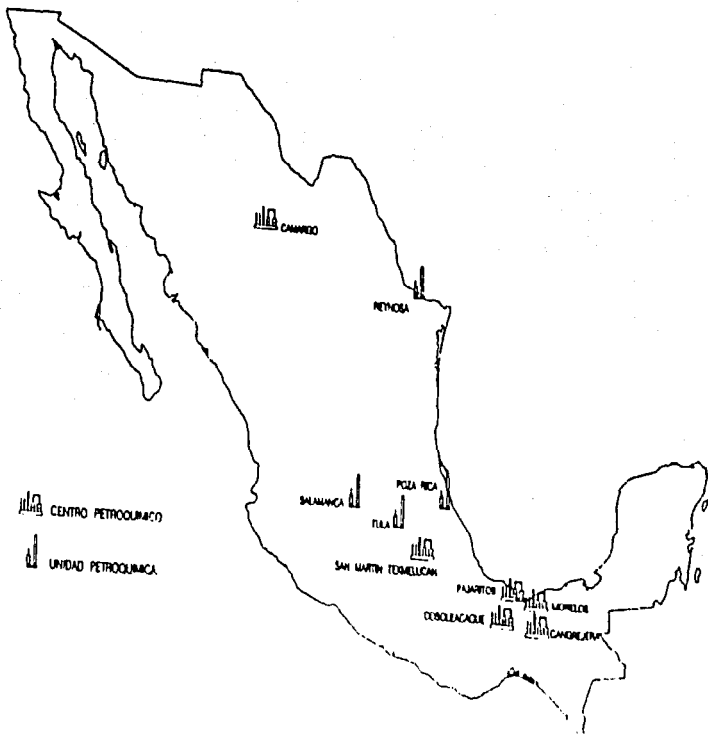 CAMARGO
REYNOSA
POZA RICA
SALAMANCA
TULA
CENTRO PETROQUIMICO
SAN MARTIN TEXMELUCAN
UNIDAD PETROQUIMICA
PAJARITOS
MORELOS
COSOLEACAQUE
CANGREJERA